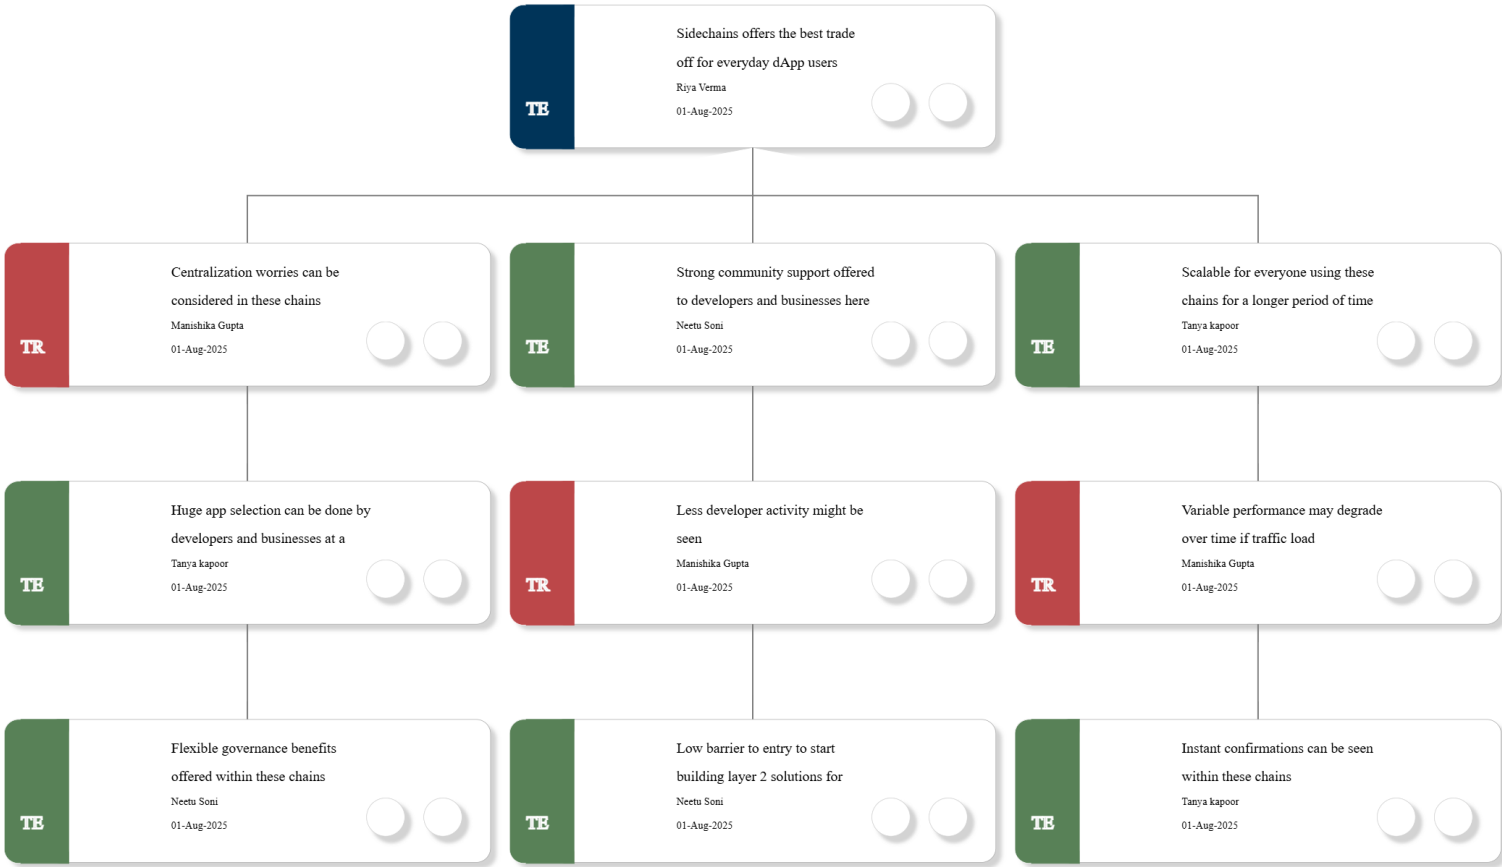 Sidechains offers the best trade
off for everyday dApp users
Riya Verma
01-Aug-2025
TE
Centralization worries can be
considered in these chains
Manishika Gupta
01-Aug-2025
TR
Strong community support offered
to developers and businesses here
Neetu Soni
01-Aug-2025
TE
Scalable for everyone using these
chains for a longer period of time
Tanya kapoor
01-Aug-2025
TE
Huge app selection can be done by
developers and businesses at a
Tanya kapoor
01-Aug-2025
TE
Less developer activity might be
seen
Manishika Gupta
01-Aug-2025
TR
Variable performance may degrade
over time if traffic load
Manishika Gupta
01-Aug-2025
TR
Flexible governance benefits
offered within these chains
Neetu Soni
01-Aug-2025
TE
Low barrier to entry to start
building layer 2 solutions for
Neetu Soni
01-Aug-2025
TE
Instant confirmations can be seen
within these chains
Tanya kapoor
01-Aug-2025
TE